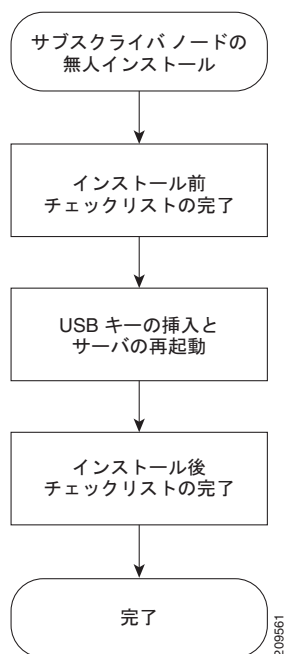 サブスクライバ ノードの
無人インストール
インストール前
チェックリストの完了
USB キーの挿入と
サーバの再起動
インストール後
チェックリストの完了
完了
209561